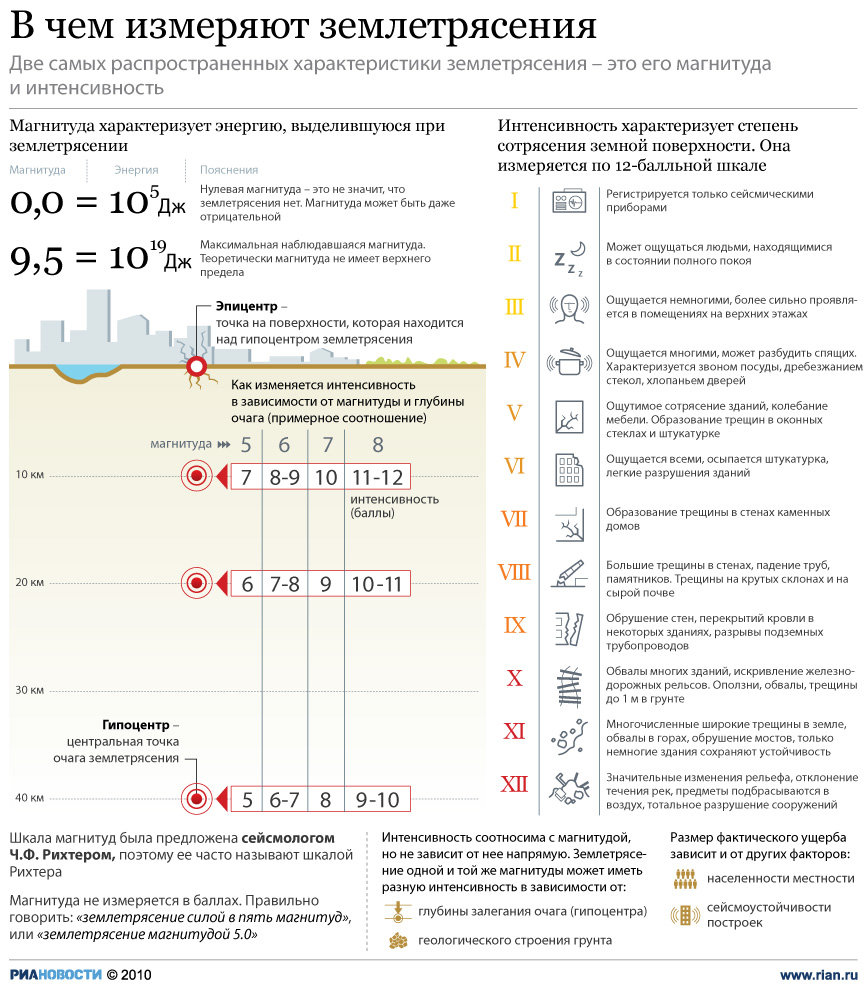 В чем измеряют землетрясения
Две самых распространенных характеристики землетрясения – это его магнитуда
и интенсивность
Магнитуда характеризует энергию, выделившуюся при
землетрясении
Магнитуда Энергия Пояснения
0,0 = 10⁵ Дж
Нулевая магнитуда – это не значит, что
землетрясения нет. Магнитуда может быть даже
отрицательной
9,5 = 10¹⁹ Дж
Максимальная наблюдавшаяся магнитуда.
Теоретически магнитуда не имеет верхнего
предела
Эпицентр –
точка на поверхности, которая находится
над гипоцентром землетрясения
Как изменяется интенсивность
в зависимости от магнитуды и глубины
очага (примерное соотношение)
магнитуда 5 6 7 8
10 км 7 8-9 10 11-12
интенсивность
(баллы)
20 км 6 7-8 9 10-11
30 км
Гипоцентр –
центральная точка
очага землетрясения
40 км 5 6-7 8 9-10
Интенсивность характеризует степень
сотрясения земной поверхности. Она
измеряется по 12-балльной шкале
I
Регистрируется только сейсмическими
приборами
II
z z z
Может ощущаться людьми, находящимися
в состоянии полного покоя
III
Ощущается немногими, более сильно проявля-
ется в помещениях на верхних этажах
IV
Ощущается многими, может разбудить спящих.
Характеризуется звоном посуды, дребезжанием
стекол, хлопаньем дверей
V
Ощутимое сотрясение зданий, колебание
мебели. Образование трещин в оконных
стеклах и штукатурке
VI
Ощущается всеми, осыпается штукатурка,
легкие разрушения зданий
VII
Образование трещины в стенах каменных
домов
VIII
Большие трещины в стенах, падение труб,
памятников. Трещины на крутых склонах и на
сырой почве
IX
Обрушение стен, перекрытий кровли в
некоторых зданиях, разрывы подземных
трубопроводов
X
Обвалы многих зданий, искривление железно-
дорожных рельсов. Оползни, обвалы, трещины
до 1 м в грунте
XI
Многочисленные широкие трещины в земле,
обвалы в горах, обрушение мостов, только
немногие здания сохраняют устойчивость
XII
Значительные изменения рельефа, отклонение
течения рек, предметы подбрасываются в
воздух, тотальное разрушение сооружений
Шкала магнитуд была предложена сейсмологом
Ч.Ф. Рихтером, поэтому ее часто называют шкалой
Рихтера
Магнитуда не измеряется в баллах. Правильно
говорить: «землетрясение силой в пять магнитуд»,
или «землетрясение магнитудой 5.0»
Интенсивность соотносима с магнитудой,
но не зависит от нее напрямую. Землетрясе-
ние одной и той же магнитуды может иметь
разную интенсивность в зависимости от:
глубины залегания очага (гипоцентра)
геологического строения грунта
Размер фактического ущерба
зависит и от других факторов:
населенности местности
сейсмоустойчивости
построек
РИАНОВОСТИ © 2010
www.rian.ru